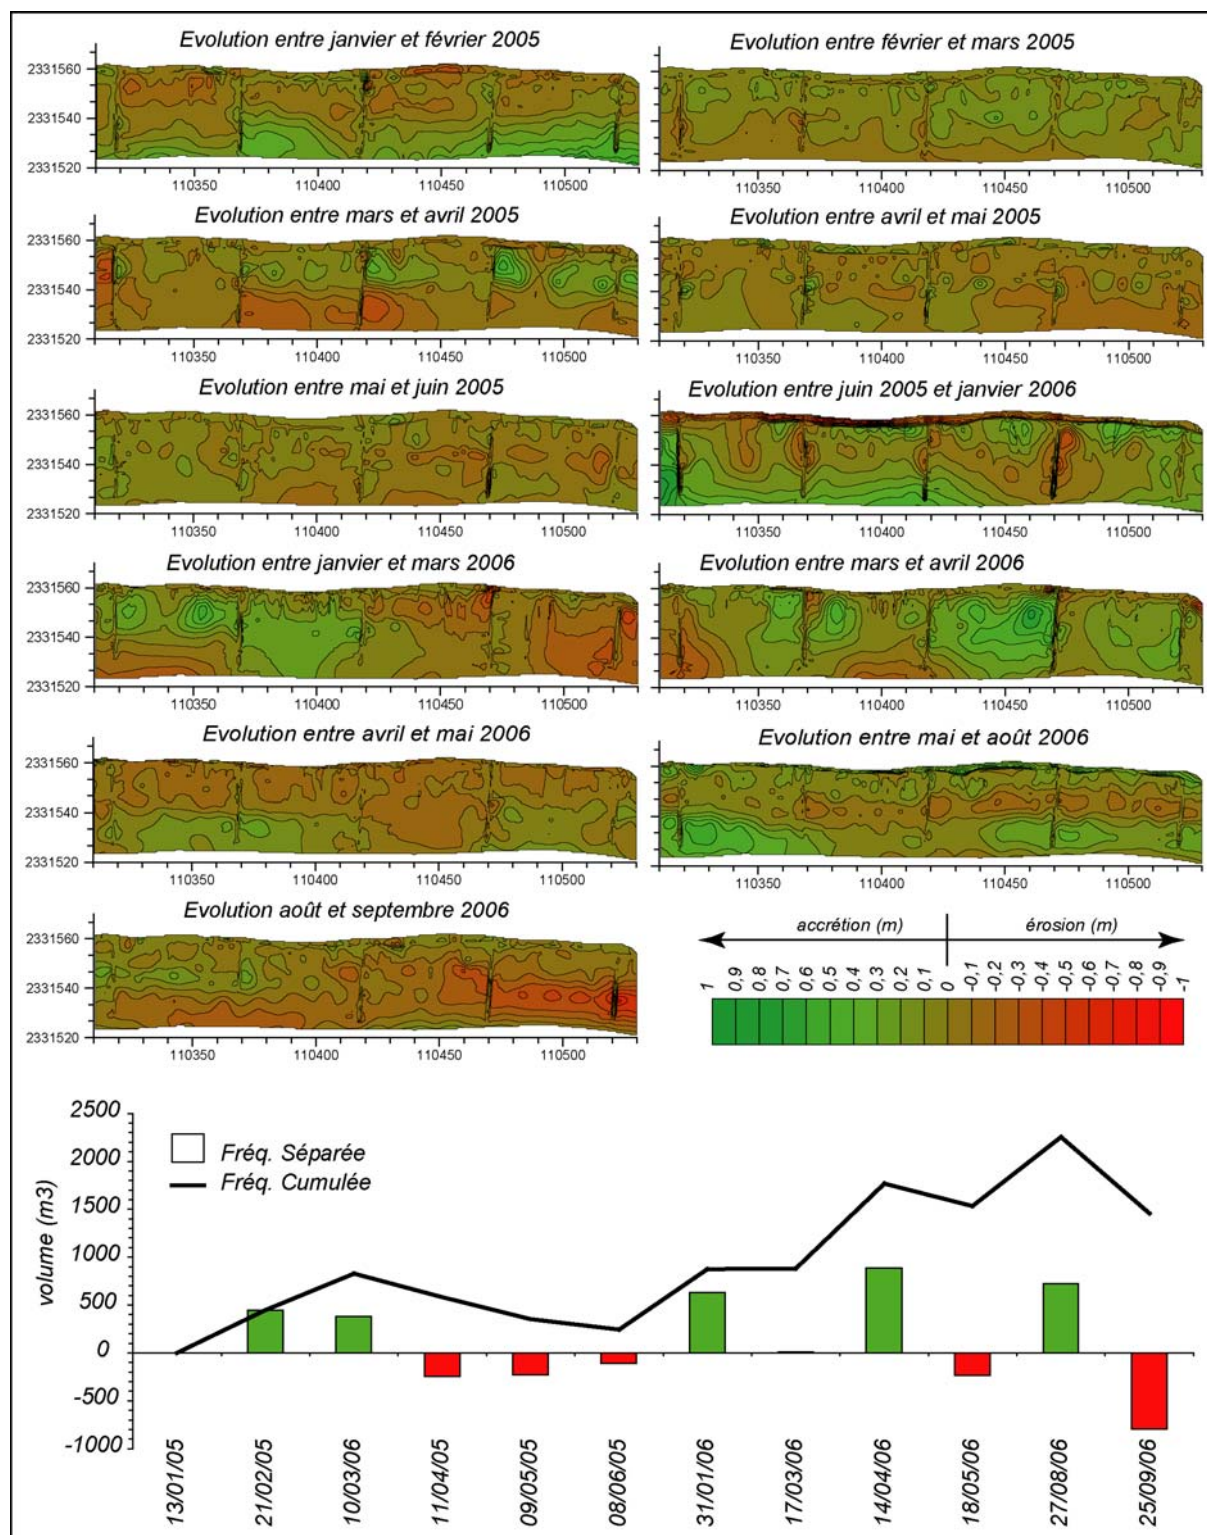 Evolution entre janvier et février 2005
Evolution entre février et mars 2005
2331560
2331540
2331520
110350 110400 110450 110500
110350 110400 110450 110500
Evolution entre mars et avril 2005
Evolution entre avril et mai 2005
2331560
2331540
2331520
110350 110400 110450 110500
110350 110400 110450 110500
Evolution entre mai et juin 2005
Evolution entre juin 2005 et janvier 2006
2331560
2331540
2331520
110350 110400 110450 110500
110350 110400 110450 110500
Evolution entre janvier et mars 2006
Evolution entre mars et avril 2006
2331560
2331540
2331520
110350 110400 110450 110500
110350 110400 110450 110500
Evolution entre avril et mai 2006
Evolution entre mai et août 2006
2331560
2331540
2331520
110350 110400 110450 110500
110350 110400 110450 110500
Evolution août et septembre 2006
2331560
2331540
2331520
110350 110400 110450 110500
accrétion (m) érosion (m)
1 0,9 0,8 0,7 0,6 0,5 0,4 0,3 0,2 0,1 0 -0,1 -0,2 -0,3 -0,4 -0,5 -0,6 -0,7 -0,8 -0,9 -1
volume (m3)
2500
2000
1500
1000
500
0
-500
-1000
Fréq. Séparée
Fréq. Cumulée
13/01/05 21/02/05 10/03/06 11/04/05 09/05/05 08/06/05 31/01/06 17/03/06 14/04/06 18/05/06 27/08/06 25/09/06